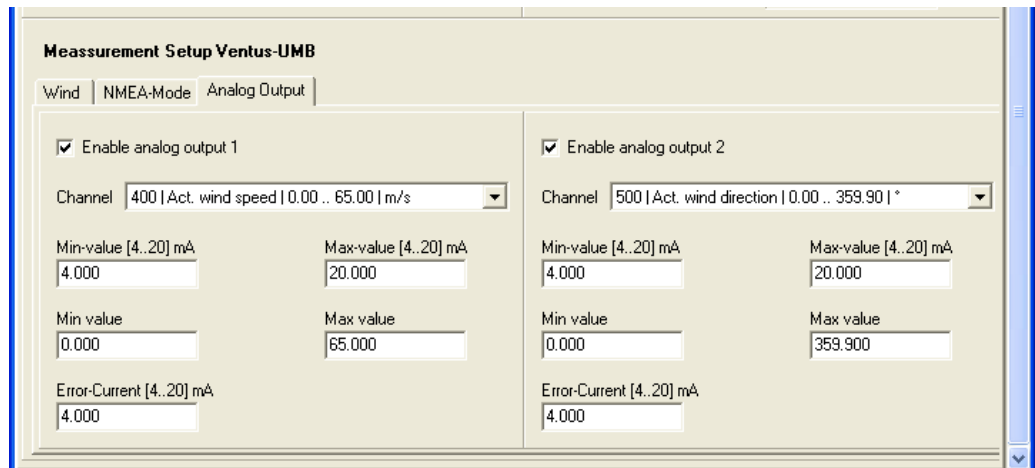 Meassurement Setup Ventus-UMB
Wind NMEA-Mode Analog Output
Enable analog output 1
Channel 400 | Act. wind speed | 0.00 .. 65.00 | m/s
Min-value [4..20] mA Max-value [4..20] mA
4.000 20.000
Min value Max value
0.000 65.000
Error-Current [4..20] mA
4.000
Enable analog output 2
Channel 500 | Act. wind direction | 0.00 .. 359.90 | °
Min-value [4..20] mA Max-value [4..20] mA
4.000 20.000
Min value Max value
0.000 359.900
Error-Current [4..20] mA
4.000